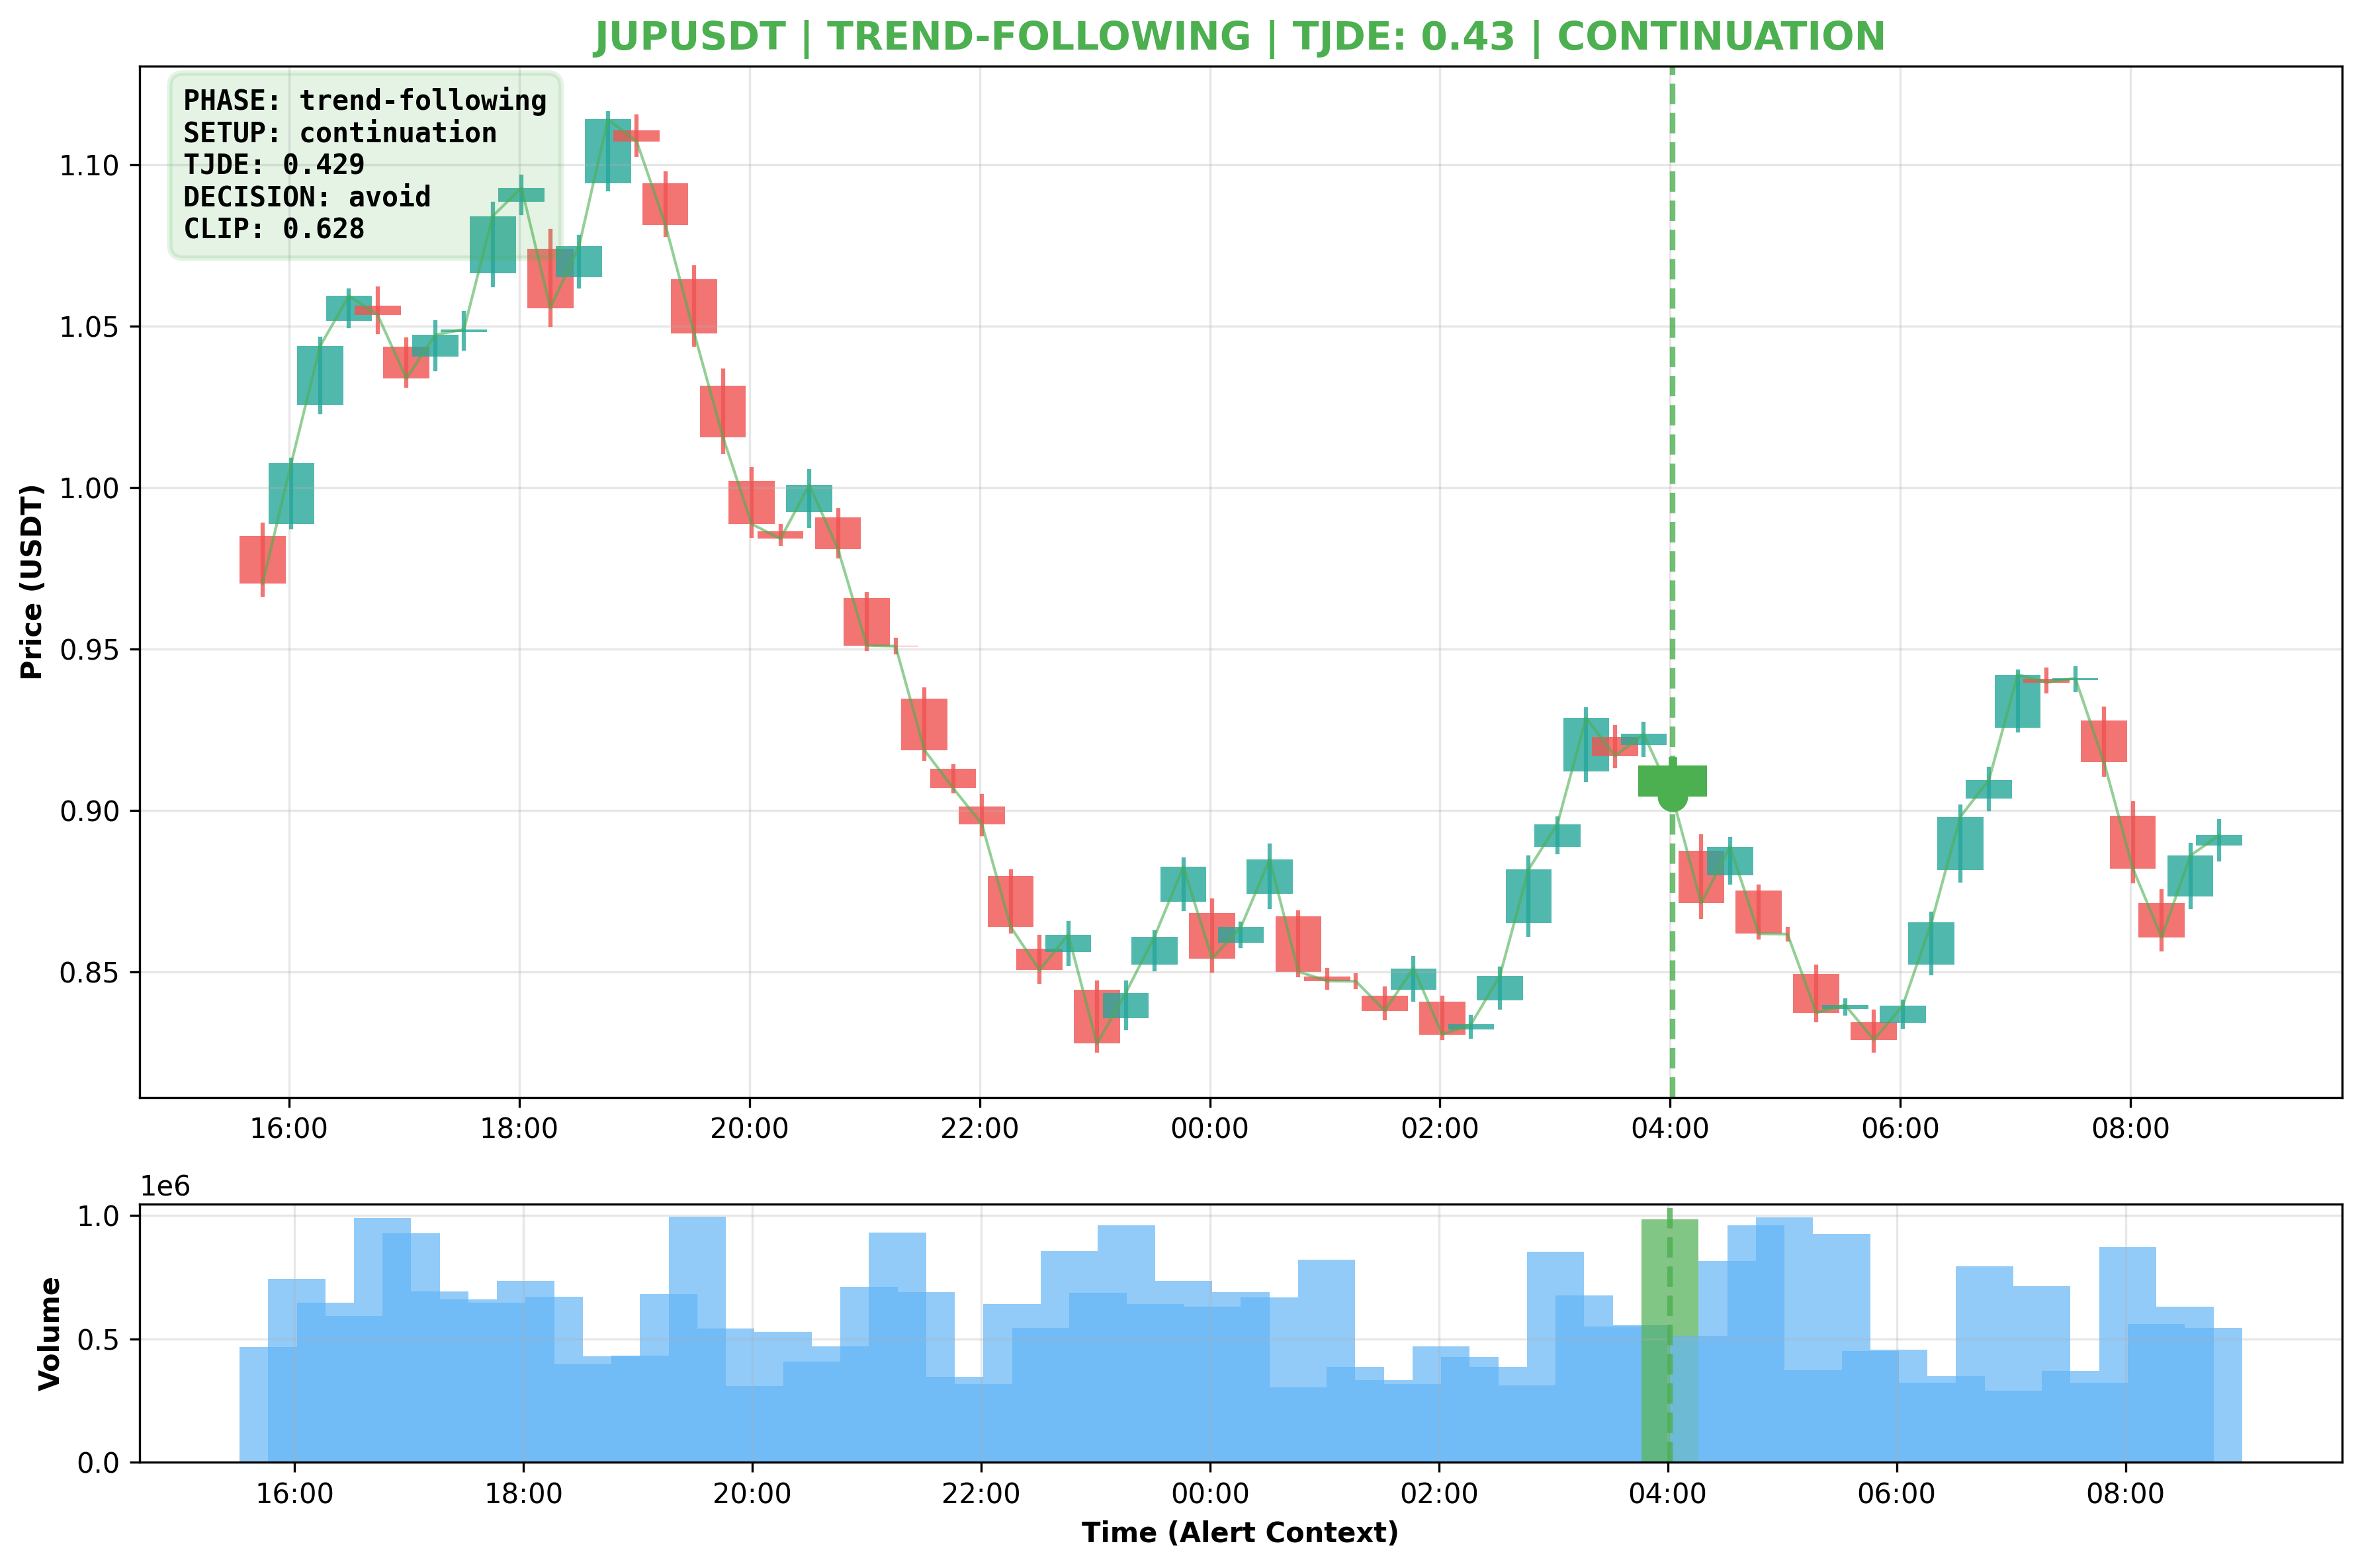 JUPUSDT | TREND-FOLLOWING | TJDE: 0.43 | CONTINUATION
PHASE: trend-following
SETUP: continuation
TJDE: 0.429
DECISION: avoid
CLIP: 0.628
Price (USDT)
1.10
1.05
1.00
0.95
0.90
0.85
16:00 18:00 20:00 22:00 00:00 02:00 04:00 06:00 08:00
1e6
Volume
1.0
0.5
0.0
16:00 18:00 20:00 22:00 00:00 02:00 04:00 06:00 08:00
Time (Alert Context)